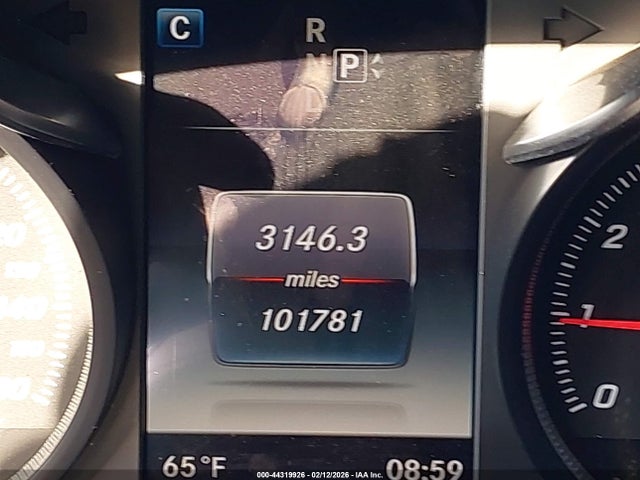 C
R
N P
3146.3
miles
101781
2
1
0
65°F
08:59
000-44319926 - 02/12/2026 - IAA Inc.